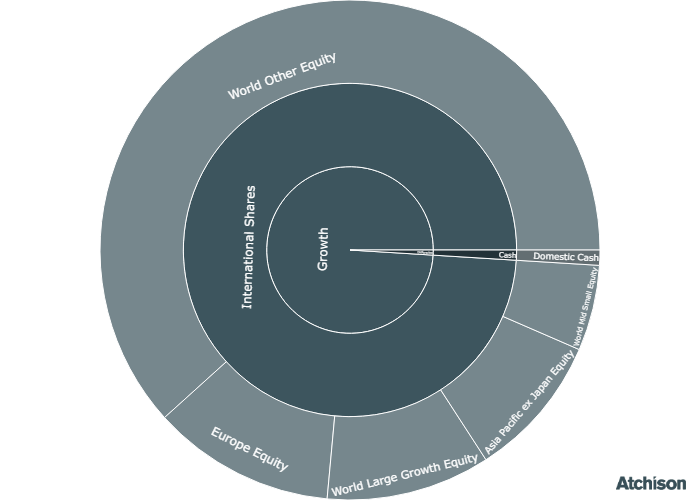 World Other Equity
International Shares
Growth
Cash
Domestic Cash
World Mid Small Equity
Asia Pacific ex Japan Equity
World Large Growth Equity
Europe Equity
Atchison